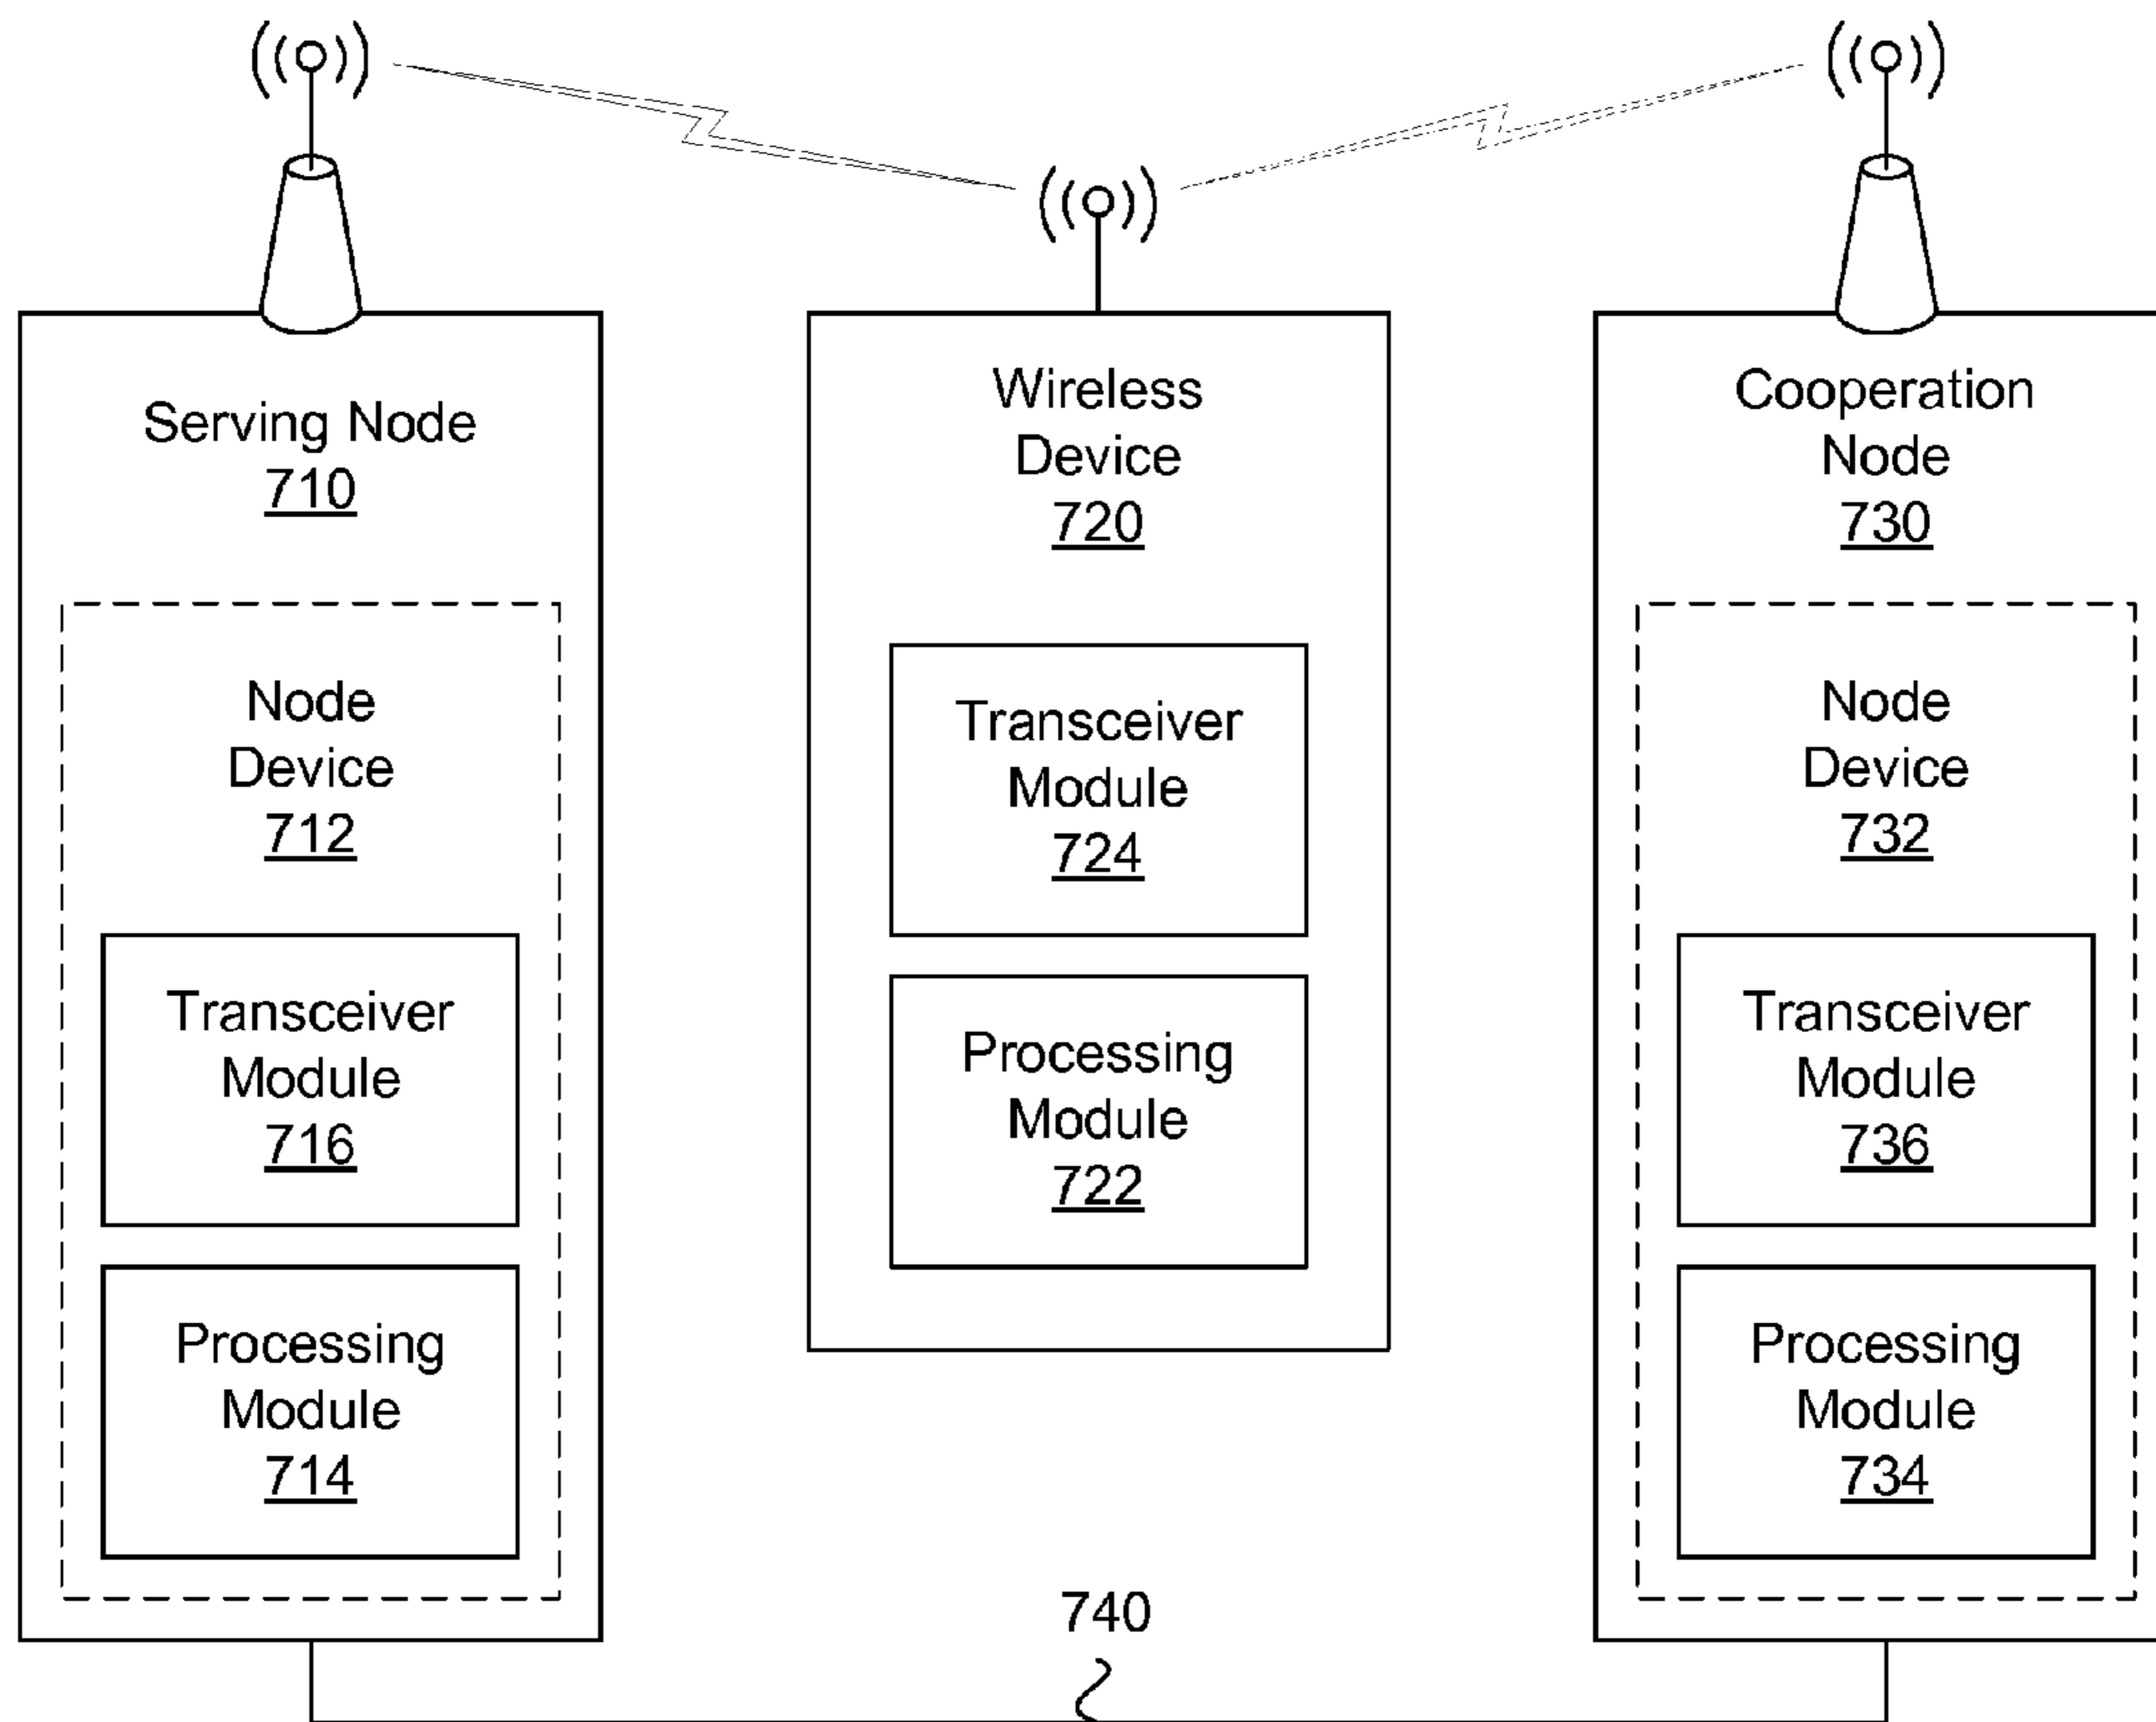 Serving Node
710
Node
Device
712
Transceiver
Module
716
Processing
Module
714
Wireless
Device
720
Transceiver
Module
724
Processing
Module
722
Cooperation
Node
730
Node
Device
732
Transceiver
Module
736
Processing
Module
734
740